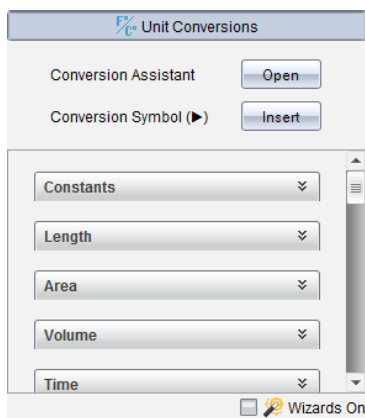 F°/C° Unit Conversions
Conversion Assistant Open
Conversion Symbol (▶) Insert
Constants
Length
Area
Volume
Time
Wizards On